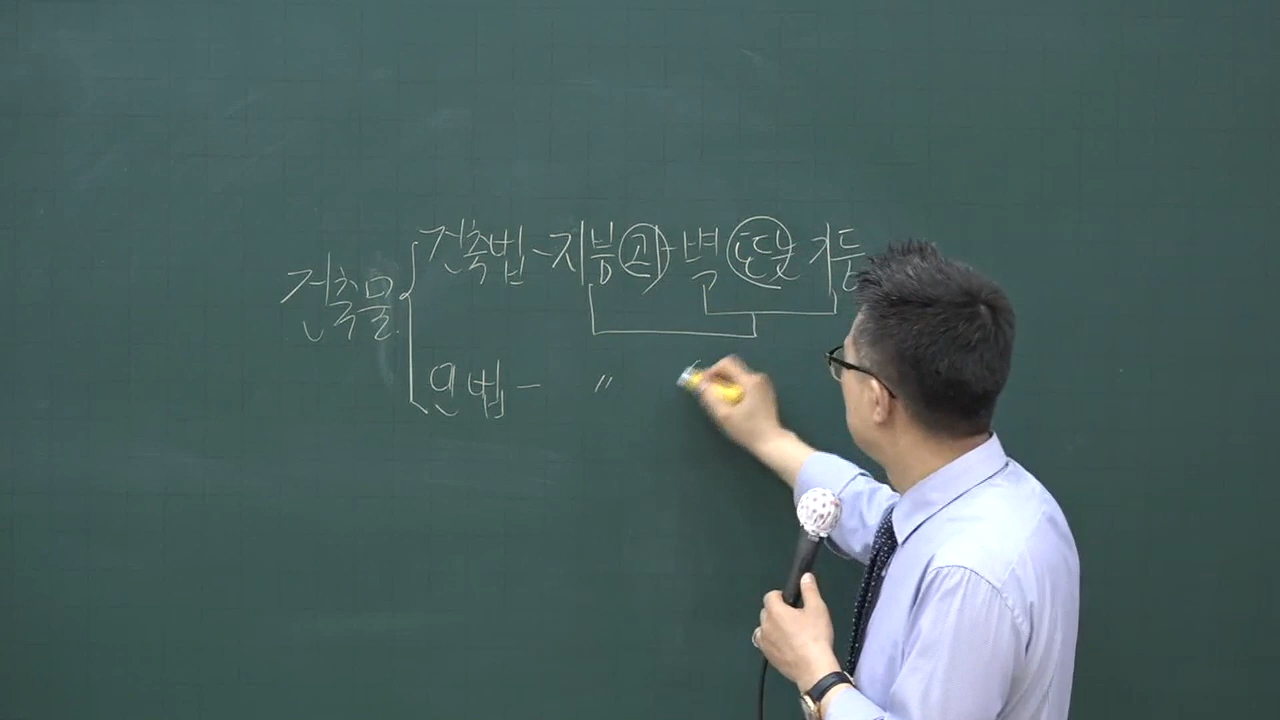 건축물
건축법 - 지붕 과 벽 또는 기둥
민법 - 〃